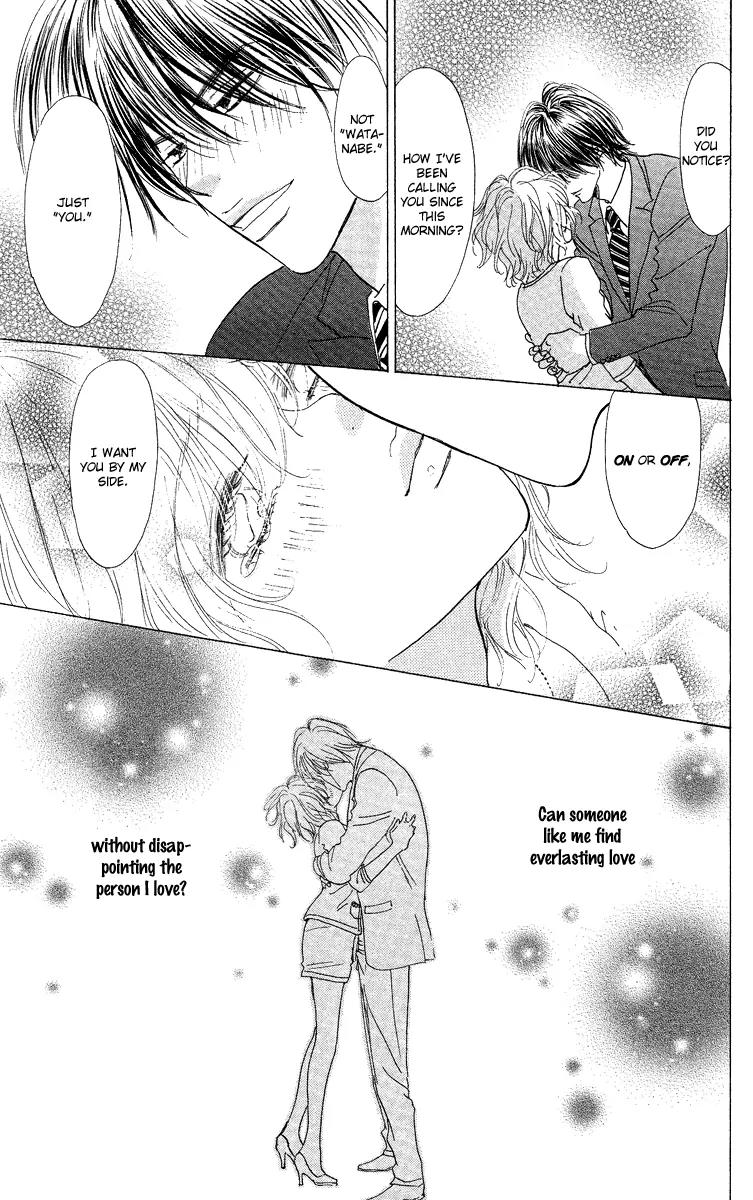 DID
YOU
NOTICE?
HOW I'VE
BEEN
CALLING
YOU SINCE
THIS
MORNING?
NOT
"WATA-
NABE."
JUST
"YOU."
ON OR OFF,
I WANT
YOU BY MY
SIDE.
Can someone
like me find
everlasting love
without disap-
pointing the
person I love?